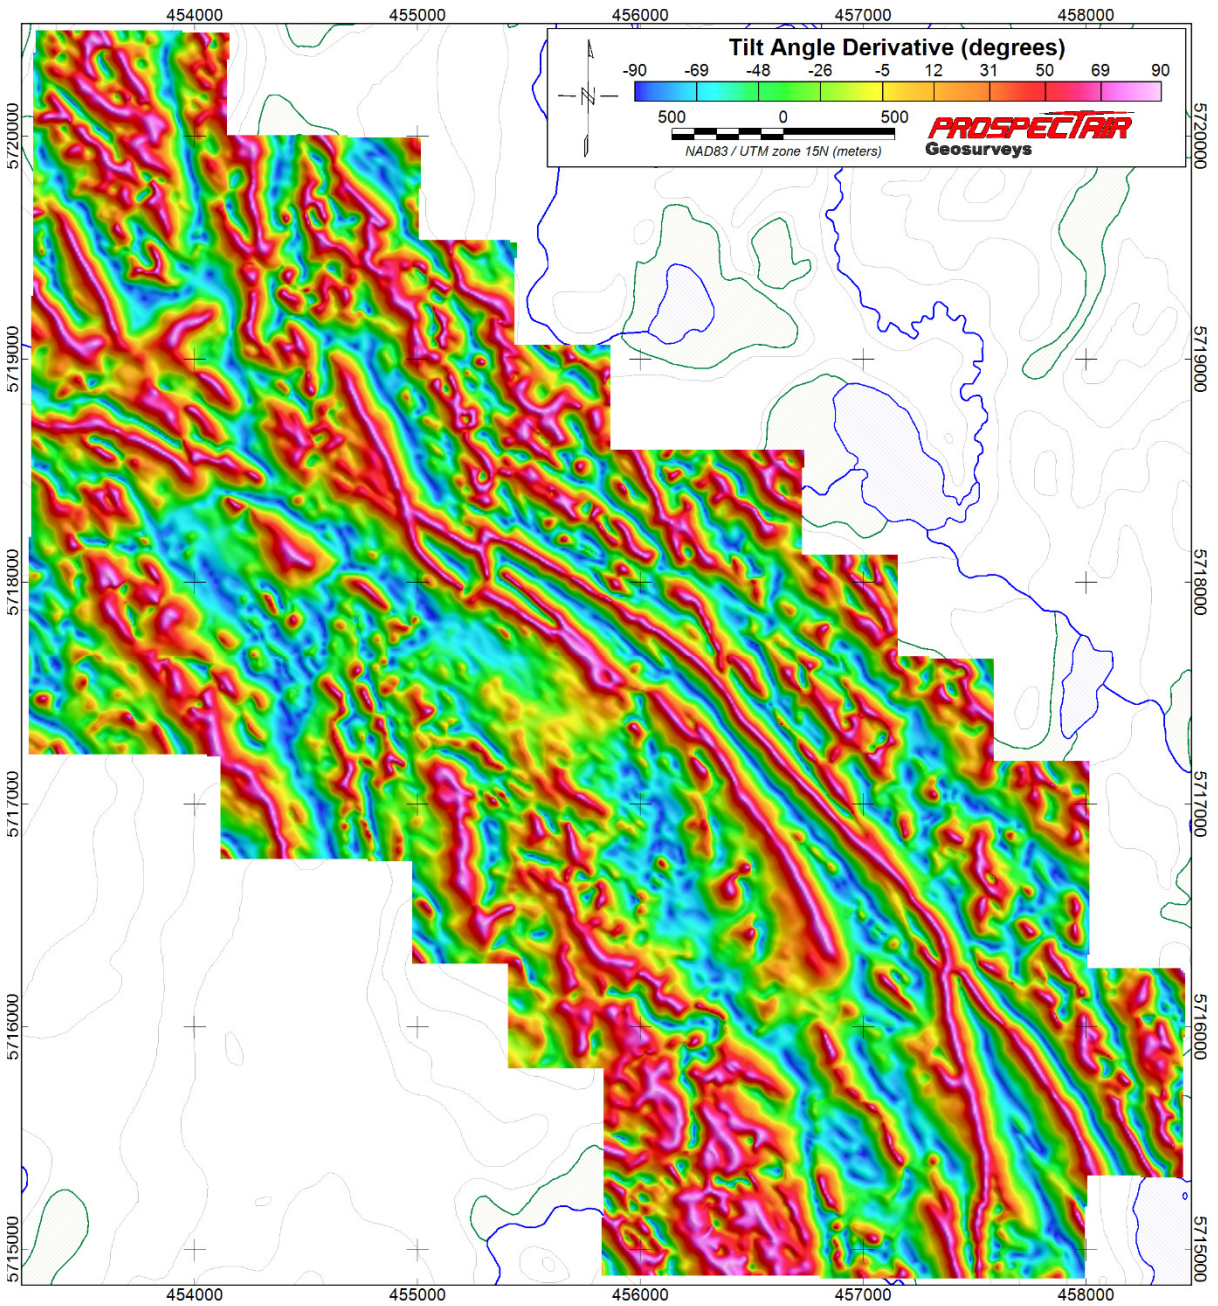 454000 455000 456000 457000 458000
Tilt Angle Derivative (degrees)
-90 -69 -48 -26 -5 12 31 50 69 90
N
500 0 500
NAD83 / UTM zone 15N (meters)
PROSPECTAIR
Geosurveys
5720000 5720000
5719000 5719000
5718000 5718000
5717000 5717000
5716000 5716000
5715000 5715000
454000 455000 456000 457000 458000